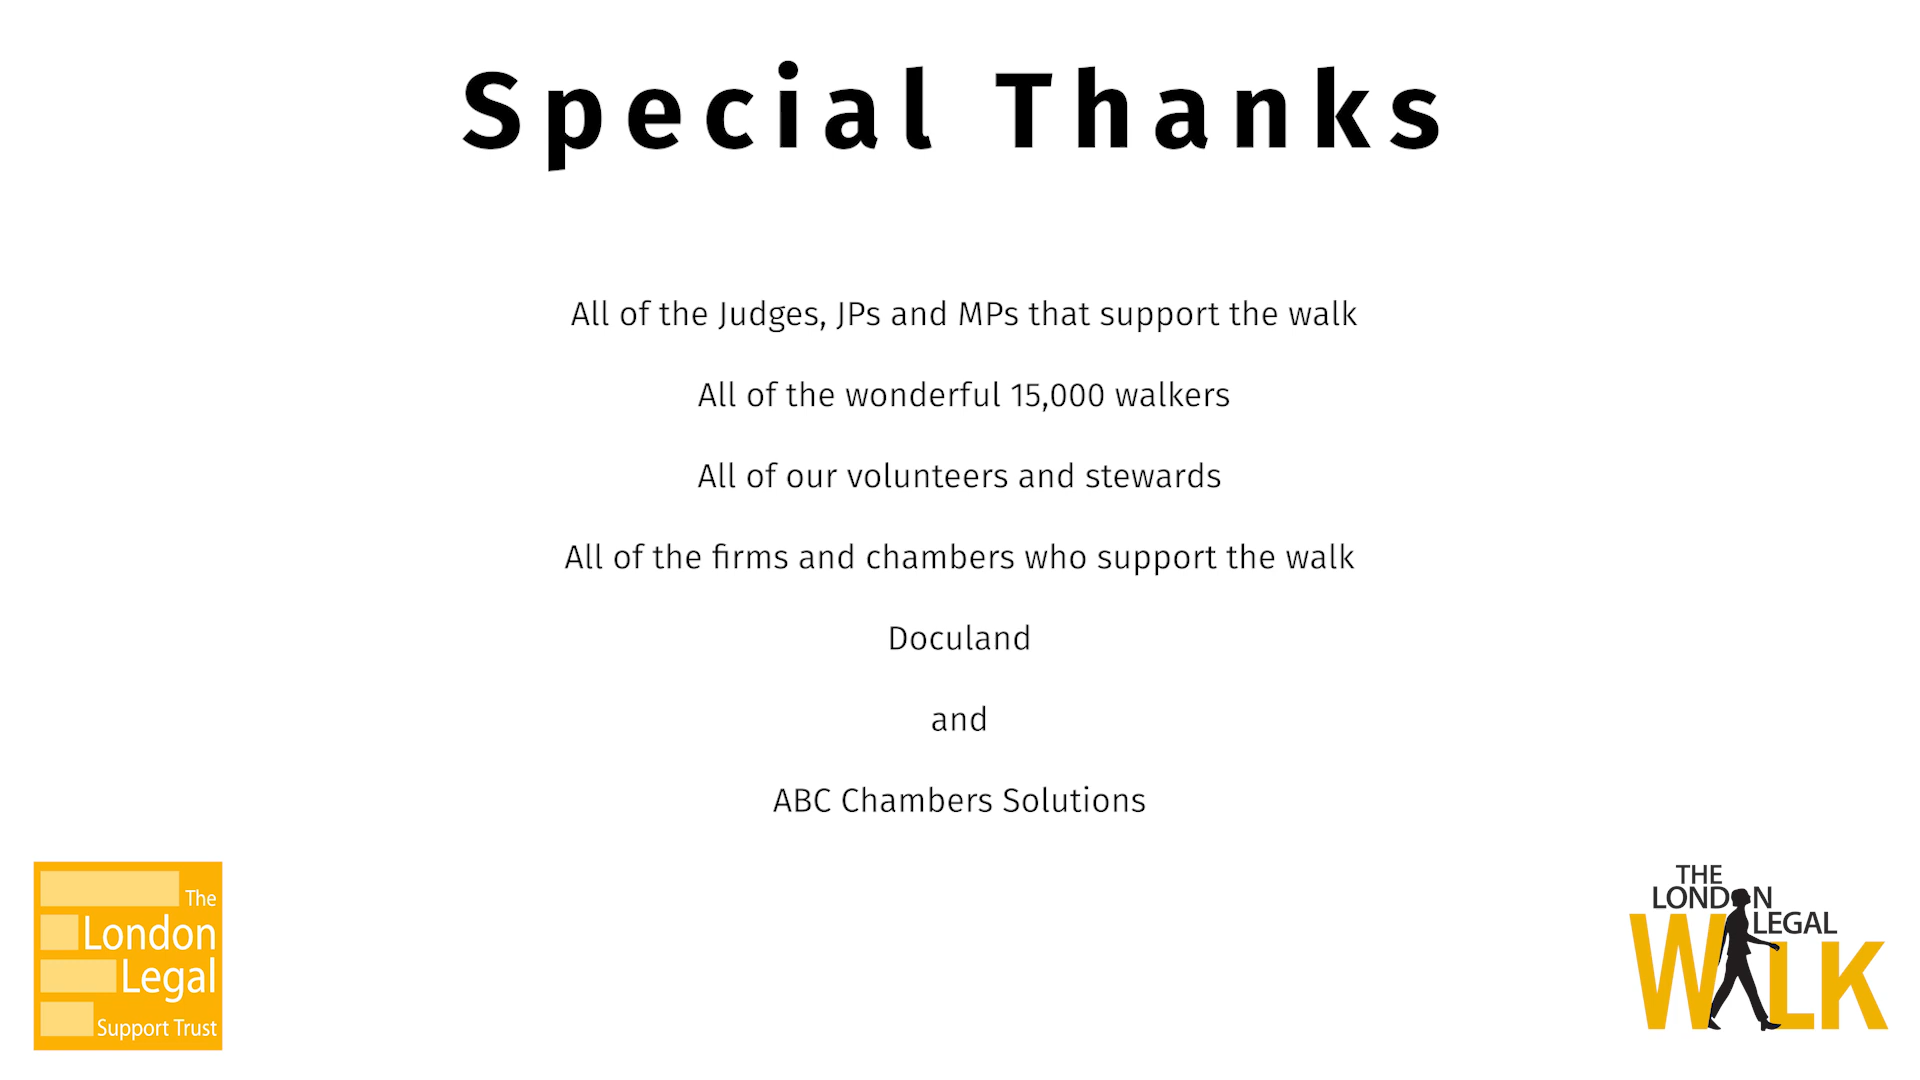 Special Thanks
All of the Judges, JPs and MPs that support the walk
All of the wonderful 15,000 walkers
All of our volunteers and stewards
All of the firms and chambers who support the walk
Doculand
and
ABC Chambers Solutions
The
London
Legal
Support Trust
THE
LONDON
LEGAL
WALK